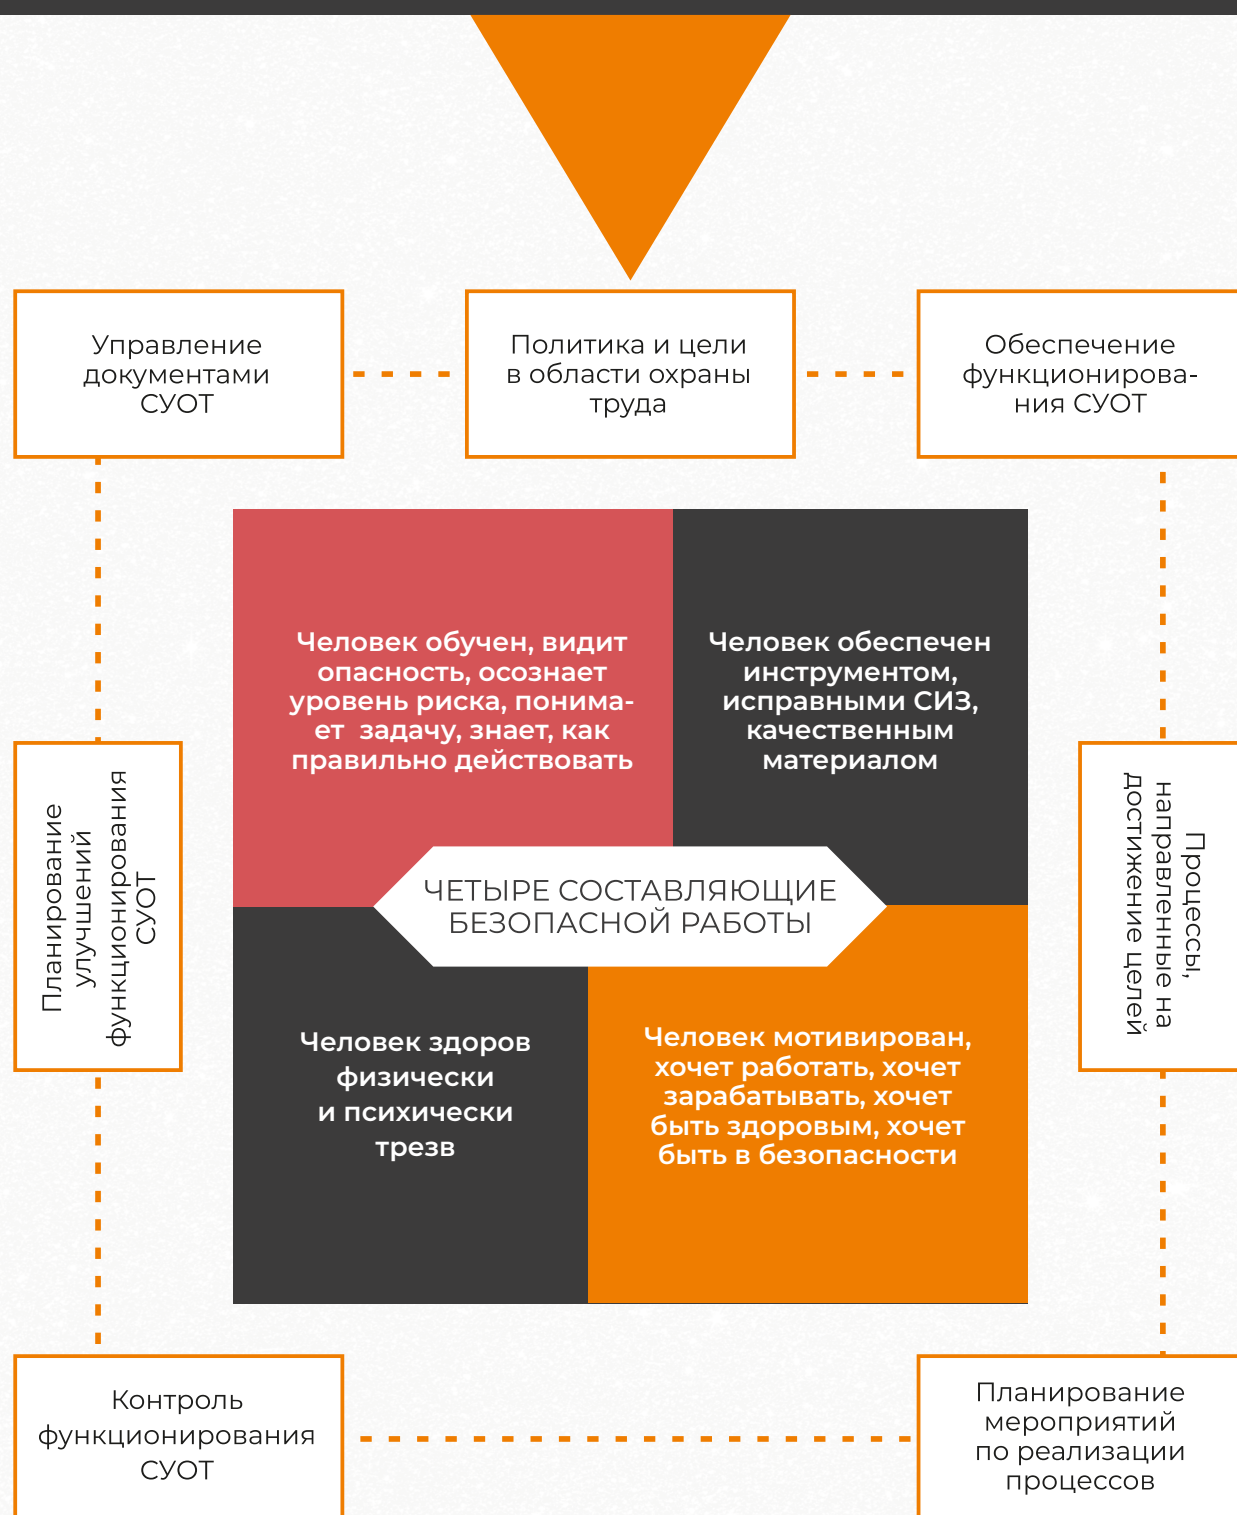 Управление
документами
СУОТ
Политика и цели
в области охраны
труда
Обеспечение
функционирова-
ния СУОТ
Человек обучен, видит
опасность, осознает
уровень риска, понима-
ет задачу, знает, как
правильно действовать
Человек обеспечен
инструментом,
исправными СИЗ,
качественным
материалом
Планирование
улучшений
функционирования
СУОТ
ЧЕТЫРЕ СОСТАВЛЯЮЩИЕ
БЕЗОПАСНОЙ РАБОТЫ
Процессы,
направленные на
достижение целей
Человек здоров
физически
и психически
трезв
Человек мотивирован,
хочет работать, хочет
зарабатывать, хочет
быть здоровым, хочет
быть в безопасности
Контроль
функционирования
СУОТ
Планирование
мероприятий
по реализации
процессов